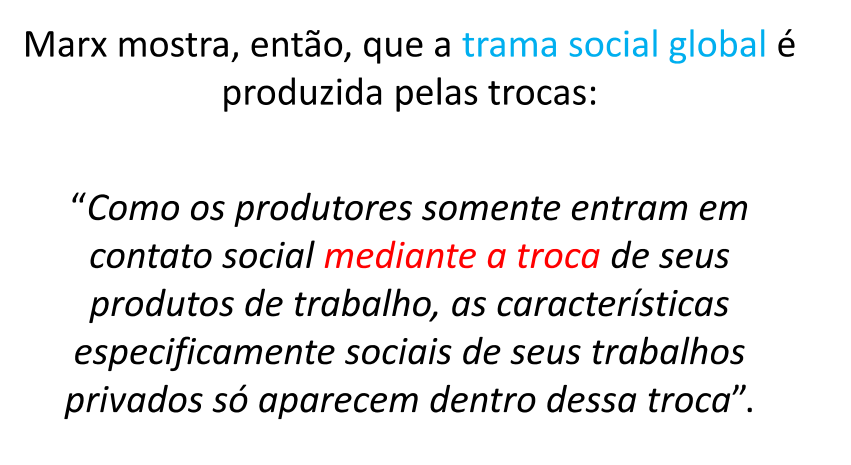 Marx mostra, então, que a trama social global é
produzida pelas trocas:
“Como os produtores somente entram em
contato social mediante a troca de seus
produtos de trabalho, as características
especificamente sociais de seus trabalhos
privados só aparecem dentro dessa troca”.